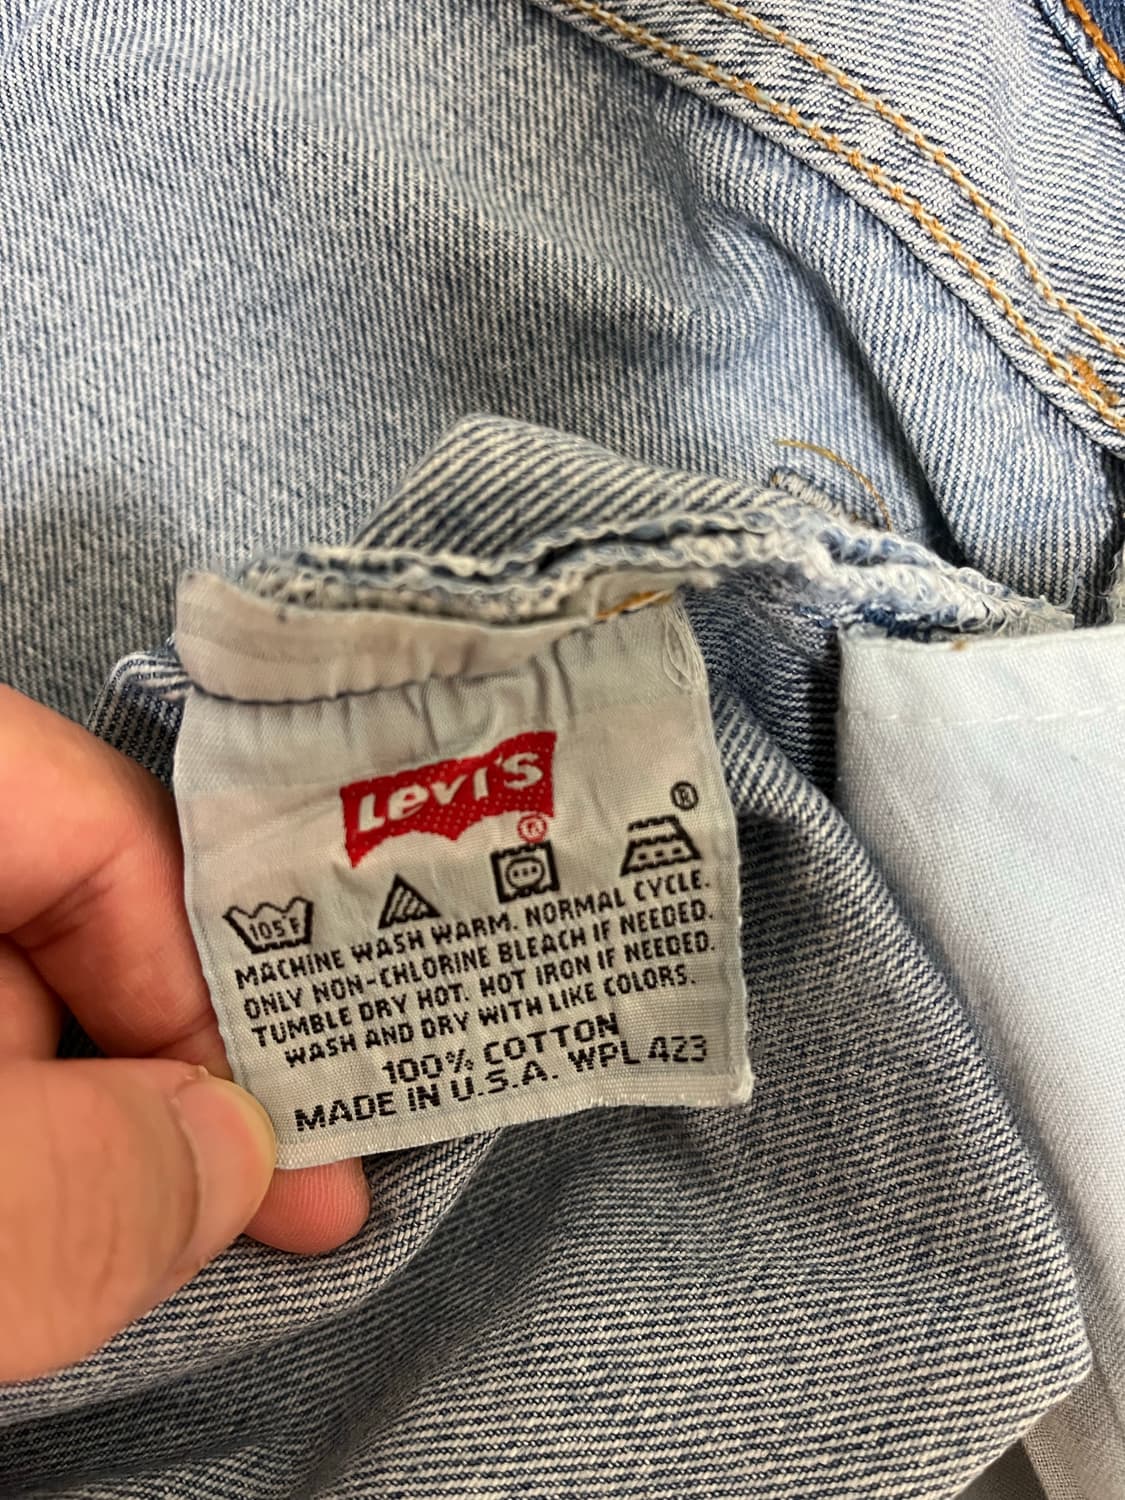 Levi's
®
®
105F
MACHINE WASH WARM. NORMAL CYCLE.
ONLY NON-CHLORINE BLEACH IF NEEDED.
TUMBLE DRY HOT. HOT IRON IF NEEDED.
WASH AND DRY WITH LIKE COLORS.
100% COTTON
MADE IN U.S.A. WPL 423